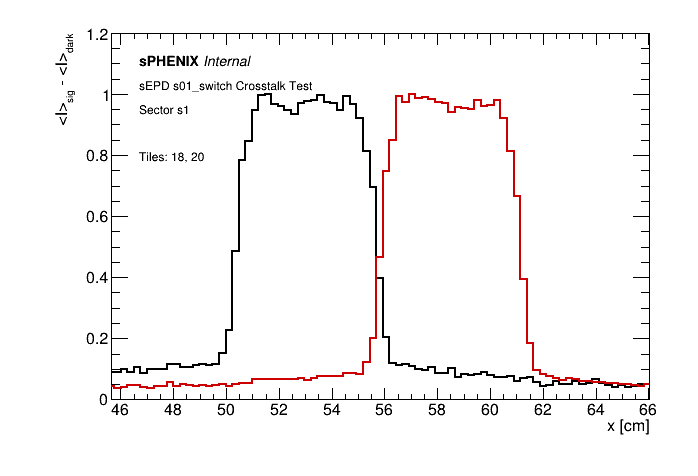 <I>sig - <I>dark
1.2
1
0.8
0.6
0.4
0.2
0
sPHENIX Internal
sEPD s01_switch Crosstalk Test
Sector s1
Tiles: 18, 20
46 48 50 52 54 56 58 60 62 64 66
x [cm]